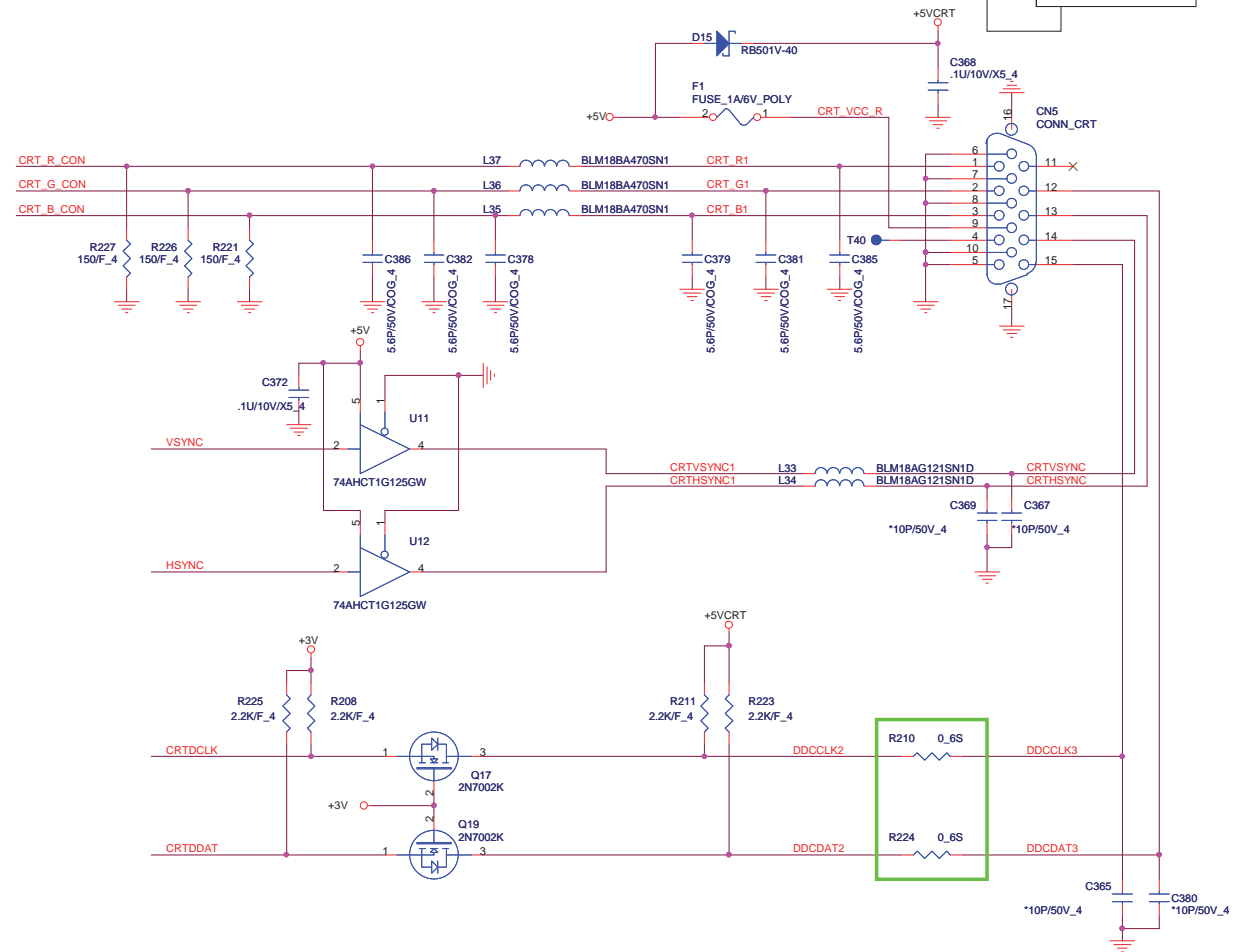 +5VCRT
D15
RB501V-40
C368
.1U/10V/X5_4
F1
FUSE_1A/6V_POLY
+5V
2
1
CRT_VCC_R
16
CN5
CONN_CRT
CRT_R_CON
L37
BLM18BA470SN1
CRT_R1
CRT_G_CON
L36
BLM18BA470SN1
CRT_G1
CRT_B_CON
L35
BLM18BA470SN1
CRT_B1
6
1
7
2
8
3
9
4
10
5
11
12
13
14
15
T40
17
R227
150/F_4
R226
150/F_4
R221
150/F_4
C386
5.6P/50V/COG_4
C382
5.6P/50V/COG_4
C378
5.6P/50V/COG_4
C379
5.6P/50V/COG_4
C381
5.6P/50V/COG_4
C385
5.6P/50V/COG_4
+5V
C372
.1U/10V/X5_4
5
1
U11
VSYNC
2
4
74AHCT1G125GW
CRTVSYNC1
L33
BLM18AG121SN1D
CRTVSYNC
CRTHSYNC1
L34
BLM18AG121SN1D
CRTHSYNC
C369
*10P/50V_4
C367
*10P/50V_4
5
1
U12
HSYNC
2
4
74AHCT1G125GW
+3V
R225
2.2K/F_4
R208
2.2K/F_4
+5VCRT
R211
2.2K/F_4
R223
2.2K/F_4
CRTDCLK
1
3
Q17
2N7002K
2
DDCCLK2
R210
0_6S
DDCCLK3
+3V
2
Q19
2N7002K
CRTDDAT
1
3
DDCDAT2
R224
0_6S
DDCDAT3
C365
*10P/50V_4
C380
*10P/50V_4